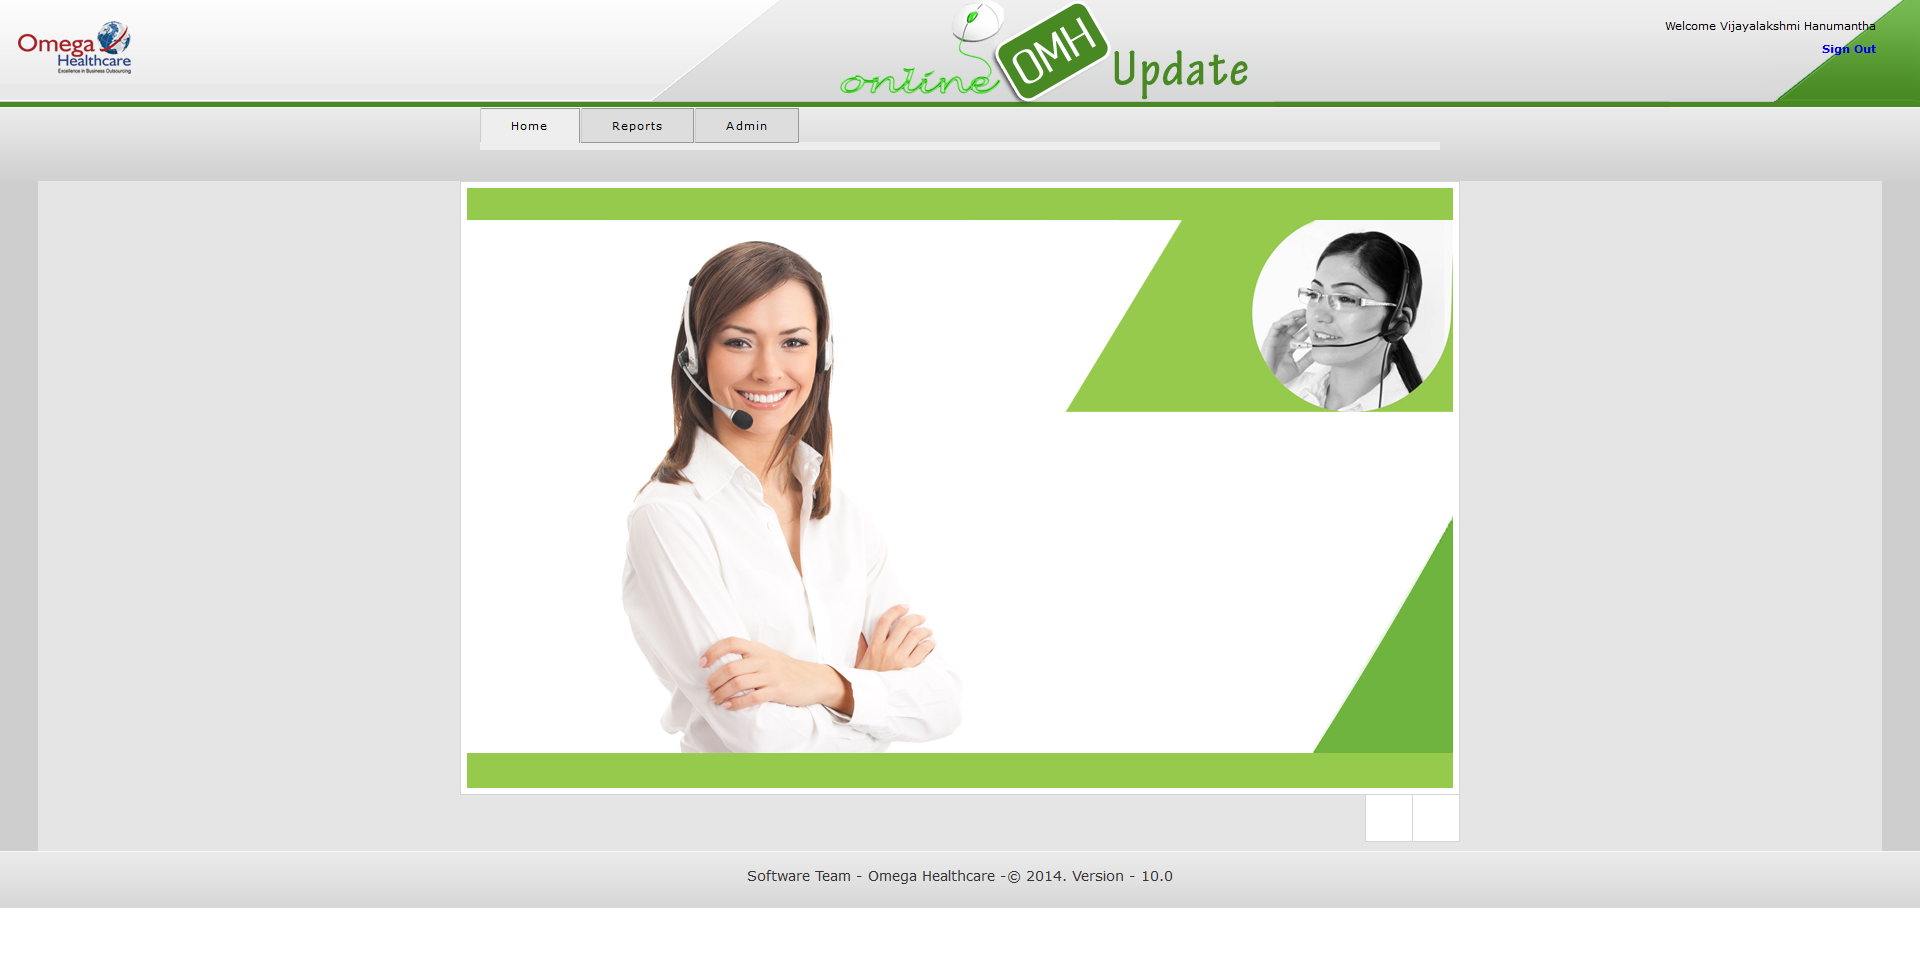 Omega
Healthcare
Excellence in Business Outsourcing
online OMH Update
Welcome Vijayalakshmi Hanumantha
Sign Out
Home Reports Admin
Software Team - Omega Healthcare -© 2014. Version - 10.0